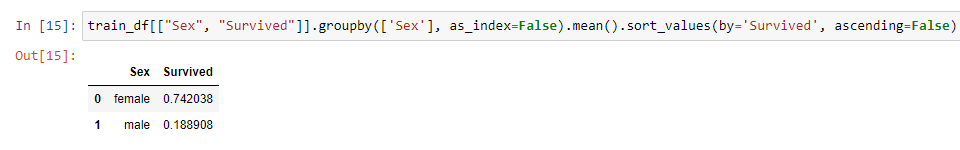 In [15]: train_df[["Sex", "Survived"]].groupby(['Sex'], as_index=False).mean().sort_values(by='Survived', ascending=False)
Out[15]:
Sex Survived
0 female 0.742038
1 male 0.188908